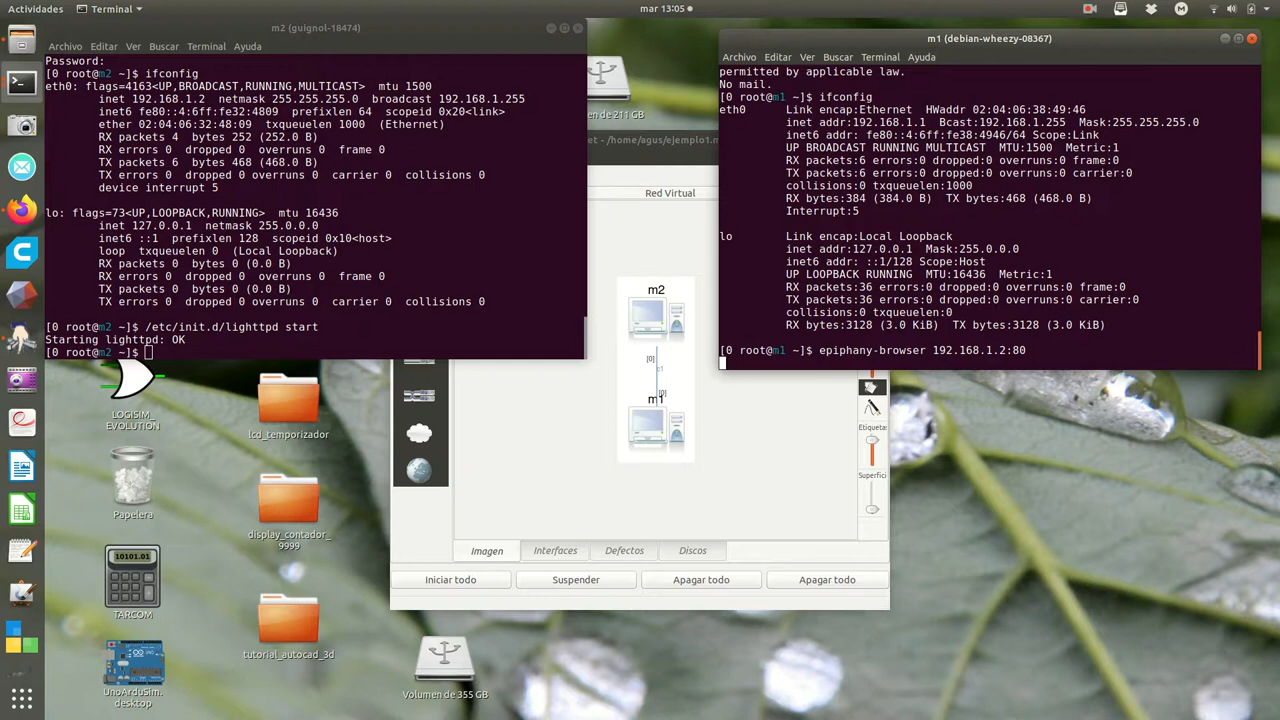 Actividades
Terminal
mar 13:05
m2 (guignol-18474)
Archivo Editar Ver Buscar Terminal Ayuda
Password:
[0 root@m2 ~]$ ifconfig
eth0: flags=4163<UP,BROADCAST,RUNNING,MULTICAST>  mtu 1500
inet 192.168.1.2  netmask 255.255.255.0  broadcast 192.168.1.255
inet6 fe80::4:6ff:fe32:4809  prefixlen 64  scopeid 0x20<link>
ether 02:04:06:32:48:09  txqueuelen 1000  (Ethernet)
RX packets 4  bytes 252 (252.0 B)
RX errors 0  dropped 0  overruns 0  frame 0
TX packets 6  bytes 468 (468.0 B)
TX errors 0  dropped 0 overruns 0  carrier 0  collisions 0
device interrupt 5
lo: flags=73<UP,LOOPBACK,RUNNING>  mtu 16436
inet 127.0.0.1  netmask 255.0.0.0
inet6 ::1  prefixlen 128  scopeid 0x10<host>
loop  txqueuelen 0  (Local Loopback)
RX packets 0  bytes 0 (0.0 B)
RX errors 0  dropped 0  overruns 0  frame 0
TX packets 0  bytes 0 (0.0 B)
TX errors 0  dropped 0 overruns 0  carrier 0  collisions 0
[0 root@m2 ~]$ /etc/init.d/lighttpd start
Starting lighttpd: OK
[0 root@m2 ~]$
m1 (debian-wheezy-08367)
Archivo Editar Ver Buscar Terminal Ayuda
permitted by applicable law.
No mail.
[0 root@m1 ~]$ ifconfig
eth0      Link encap:Ethernet  HWaddr 02:04:06:38:49:46
inet addr:192.168.1.1  Bcast:192.168.1.255  Mask:255.255.255.0
inet6 addr: fe80::4:6ff:fe38:4946/64 Scope:Link
UP BROADCAST RUNNING MULTICAST  MTU:1500  Metric:1
RX packets:6 errors:0 dropped:0 overruns:0 frame:0
TX packets:6 errors:0 dropped:0 overruns:0 carrier:0
collisions:0 txqueuelen:1000
RX bytes:384 (384.0 B)  TX bytes:468 (468.0 B)
Interrupt:5
lo        Link encap:Local Loopback
inet addr:127.0.0.1  Mask:255.0.0.0
inet6 addr: ::1/128 Scope:Host
UP LOOPBACK RUNNING  MTU:16436  Metric:1
RX packets:36 errors:0 dropped:0 overruns:0 frame:0
TX packets:36 errors:0 dropped:0 overruns:0 carrier:0
collisions:0 txqueuelen:0
RX bytes:3128 (3.0 KiB)  TX bytes:3128 (3.0 KiB)
[0 root@m1 ~]$ epiphany-browser 192.168.1.2:80
en de 211 GB
et - /home/agus/ejemplo1.m
Red Virtual
m2
[0]
c1
[0]
m1
Etiquetas
Superfici
Imagen Interfaces Defectos Discos
Iniciar todo Suspender Apagar todo Apagar todo
LOGISIM_
EVOLUTION
lcd_temporizador
Papelera
display_contador_
9999
10101.01
TARCOM
tutorial_autocad_3d
UnoArduSim.
desktop
Volumen de 355 GB